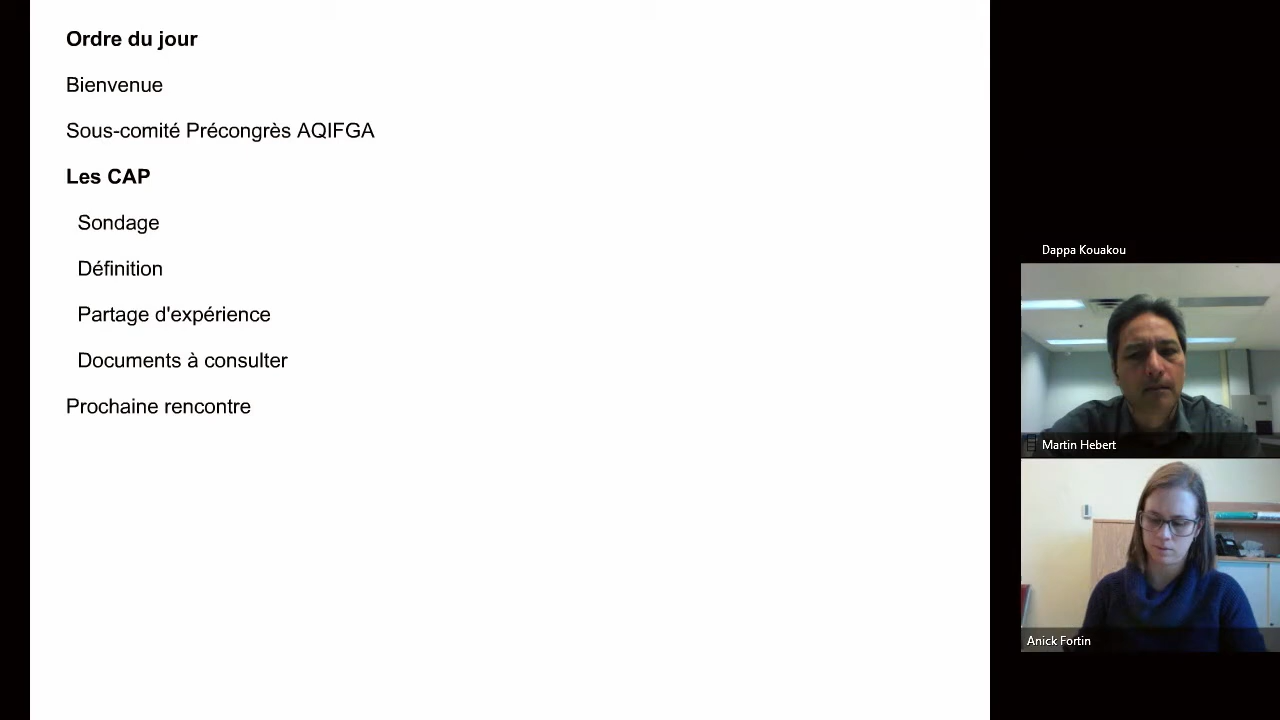 Ordre du jour
Bienvenue
Sous-comité Précongrès AQIFGA
Les CAP
Sondage
Définition
Partage d'expérience
Documents à consulter
Prochaine rencontre
Dappa Kouakou
Martin Hebert
Anick Fortin